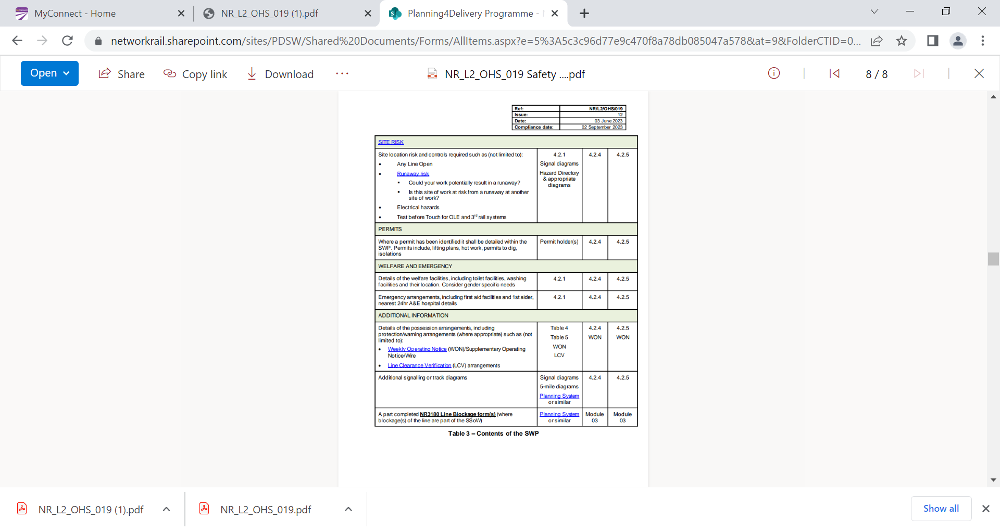 MyConnect - Home
NR_L2_OHS_019 (1).pdf
Planning4Delivery Programme -
networkrail.sharepoint.com/sites/PDSW/Shared%20Documents/Forms/AllItems.aspx?e=5%3A5c3c96d77e9c470f8a78db085047a578&at=9&FolderCTID=0...
Open
Share
Copy link
Download
...
NR_L2_OHS_019 Safety ....pdf
8 / 8
Ref: NR/L2/OHS/019
Issue: 12
Date: 03 June 2023
Compliance date: 02 September 2023
SITE RISK
Site location risk and controls required such as (not limited to):
• Any Line Open
• Runaway risk
▪ Could your work potentially result in a runaway?
▪ Is this site of work at risk from a runaway at another
site of work?
• Electrical hazards
• Test before Touch for OLE and 3rd rail systems
4.2.1
Signal diagrams
Hazard Directory
& appropriate
diagrams
4.2.4
4.2.5
PERMITS
Where a permit has been identified it shall be detailed within the
SWP. Permits include, lifting plans, hot work, permits to dig,
isolations
Permit holder(s)
4.2.4
4.2.5
WELFARE AND EMERGENCY
Details of the welfare facilities, including toilet facilities, washing
facilities and their location. Consider gender specific needs
4.2.1
4.2.4
4.2.5
Emergency arrangements, including first aid facilities and 1st aider,
nearest 24hr A&E hospital details
4.2.1
4.2.4
4.2.5
ADDITIONAL INFORMATION
Details of the possession arrangements, including
protection/warning arrangements (where appropriate) such as (not
limited to):
• Weekly Operating Notice (WON)/Supplementary Operating
Notice/Wire
• Line Clearance Verification (LCV) arrangements
Table 4
Table 5
WON
LCV
4.2.4
WON
4.2.5
WON
Additional signalling or track diagrams
Signal diagrams
5-mile diagrams
Planning System
or similar
4.2.4
4.2.5
A part completed NR3180 Line Blockage form(s) (where
blockage(s) of the line are part of the SSoW)
Planning System
or similar
Module
03
Module
03
Table 3 – Contents of the SWP
NR_L2_OHS_019 (1).pdf
NR_L2_OHS_019.pdf
Show all